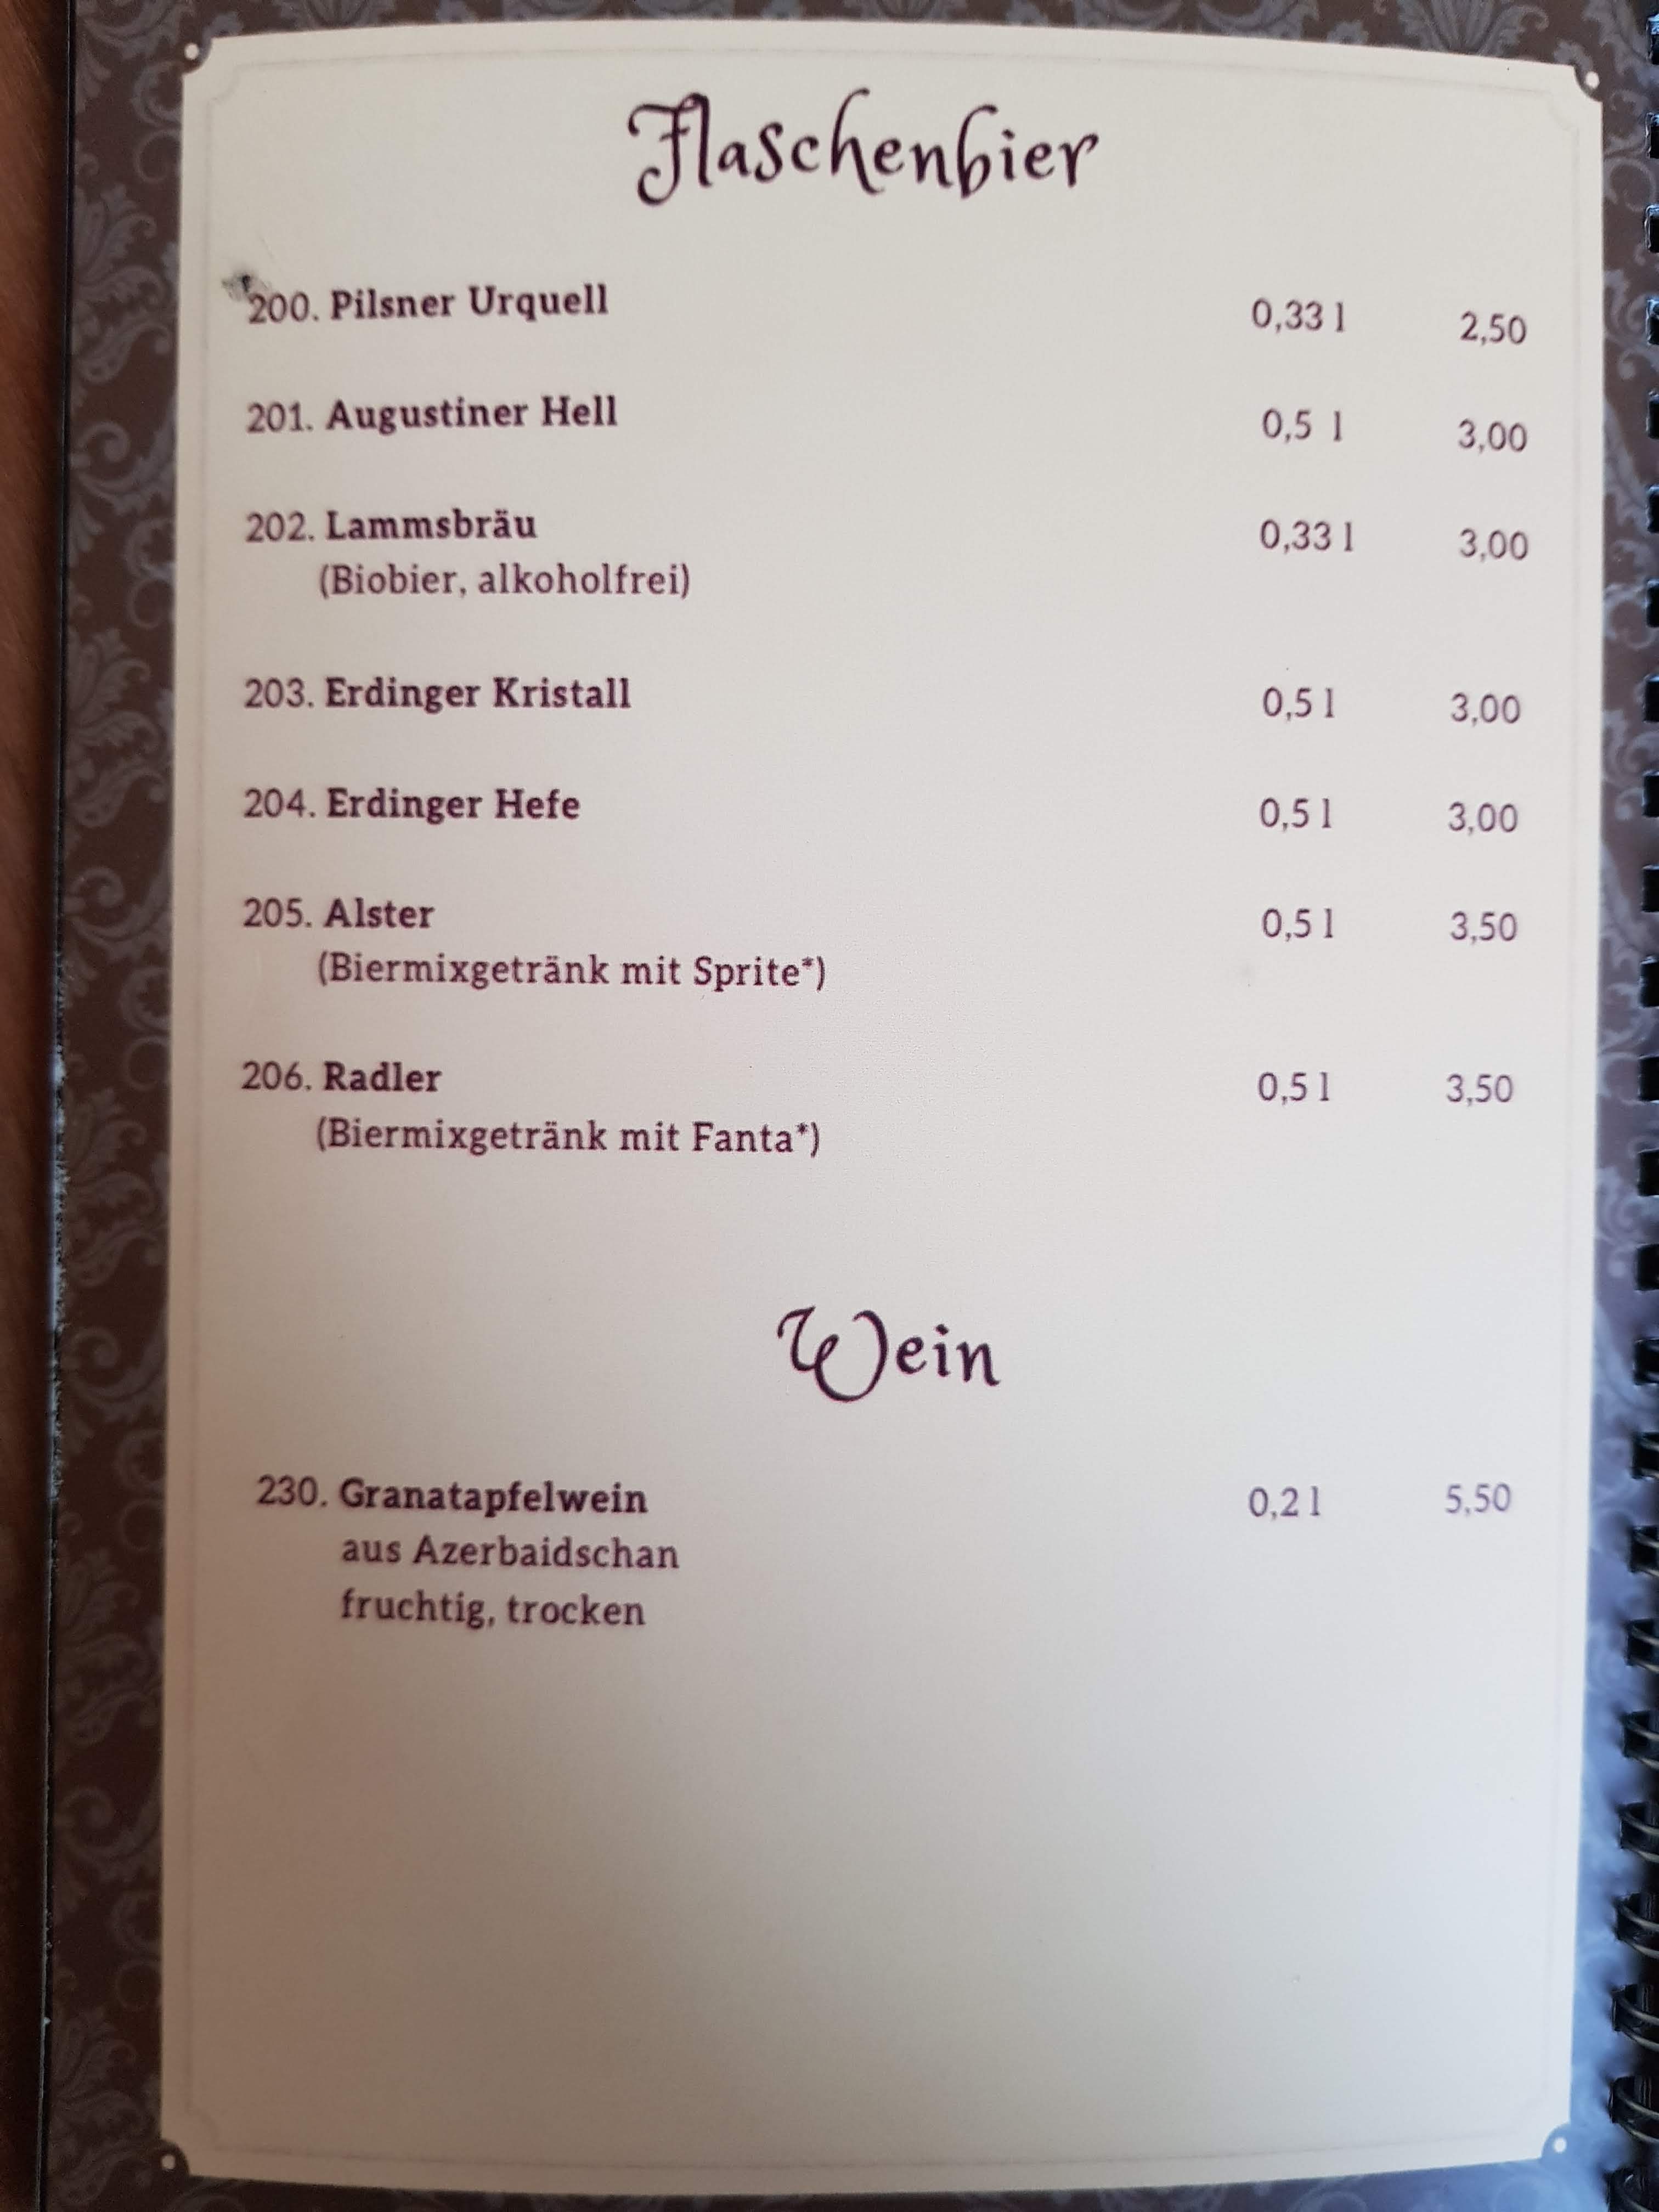 Flaschenbier
200. Pilsner Urquell 0,33 l 2,50
201. Augustiner Hell 0,5 l 3,00
202. Lammsbräu 0,33 l 3,00
(Biobier, alkoholfrei)
203. Erdinger Kristall 0,5 l 3,00
204. Erdinger Hefe 0,5 l 3,00
205. Alster 0,5 l 3,50
(Biermixgetränk mit Sprite*)
206. Radler 0,5 l 3,50
(Biermixgetränk mit Fanta*)
Wein
230. Granatapfelwein 0,2 l 5,50
aus Azerbaidschan
fruchtig, trocken